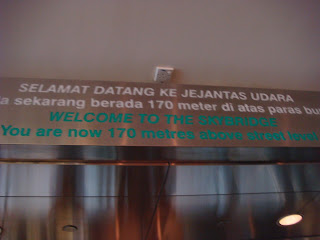 SELAMAT DATANG KE JEJANTAS UDARA
a sekarang berada 170 meter di atas paras
WELCOME TO THE SKYBRIDGE
You are now 170 metres above street level